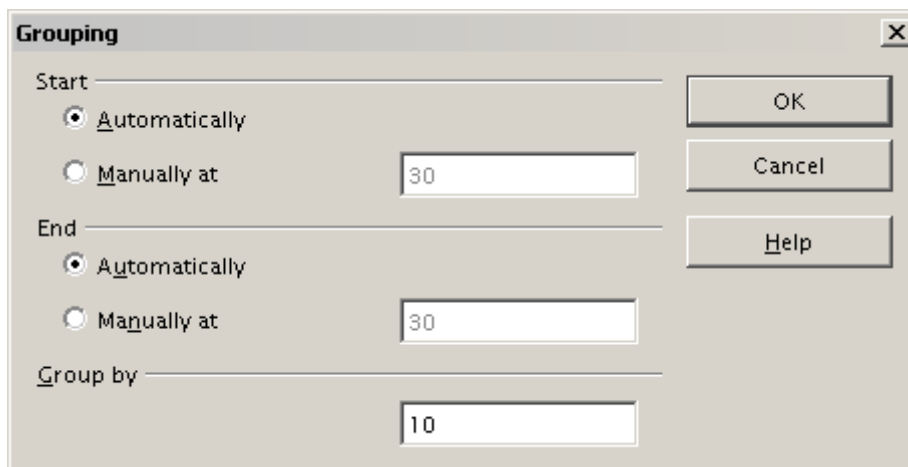 Grouping
Start
Automatically
Manually at 30
End
Automatically
Manually at 30
Group by
10
OK
Cancel
Help